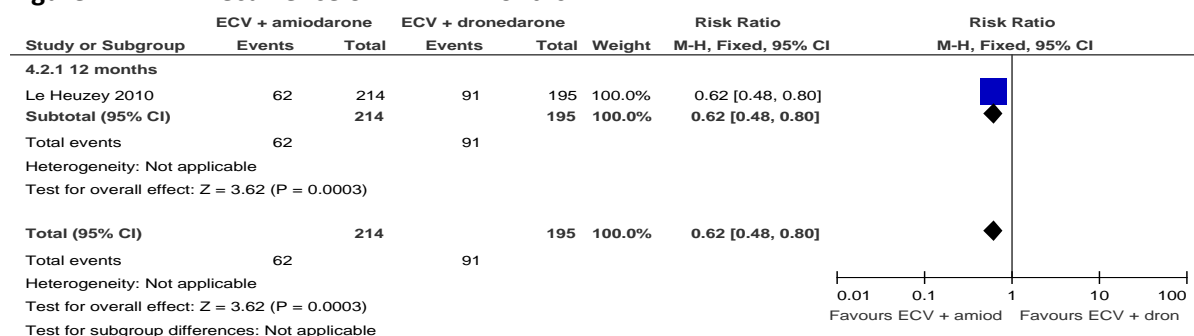 ECV + amiodarone ECV + dronedarone Risk Ratio Risk Ratio
Study or Subgroup Events Total Events Total Weight M-H, Fixed, 95% CI M-H, Fixed, 95% CI
4.2.1 12 months
Le Heuzey 2010 62 214 91 195 100.0% 0.62 [0.48, 0.80]
Subtotal (95% CI) 214 195 100.0% 0.62 [0.48, 0.80]
Total events 62 91
Heterogeneity: Not applicable
Test for overall effect: Z = 3.62 (P = 0.0003)
Total (95% CI) 214 195 100.0% 0.62 [0.48, 0.80]
Total events 62 91
Heterogeneity: Not applicable
Test for overall effect: Z = 3.62 (P = 0.0003)
Test for subgroup differences: Not applicable
0.01 0.1 1 10 100
Favours ECV + amiod Favours ECV + dron